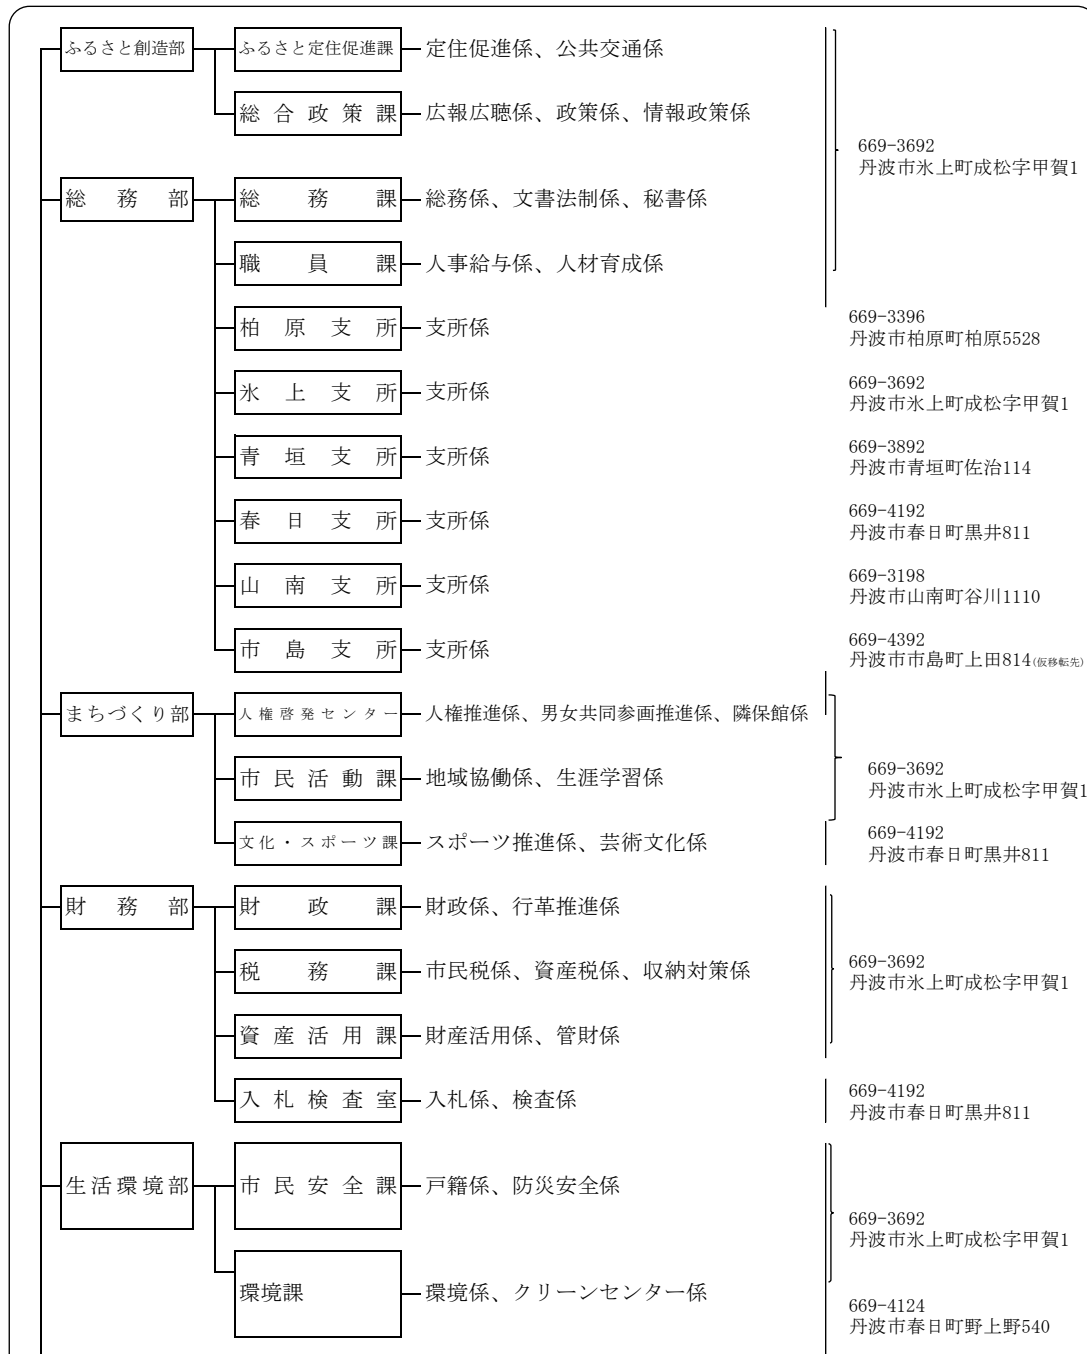 ふるさと創造部 ふるさと定住促進課 定住促進係、公共交通係
総合政策課 広報広聴係、政策係、情報政策係
669-3692
丹波市氷上町成松字甲賀1
総務部 総務課 総務係、文書法制係、秘書係
職員課 人事給与係、人材育成係
柏原支所 支所係
669-3396
丹波市柏原町柏原5528
氷上支所 支所係
669-3692
丹波市氷上町成松字甲賀1
青垣支所 支所係
669-3892
丹波市青垣町佐治114
春日支所 支所係
669-4192
丹波市春日町黒井811
山南支所 支所係
669-3198
丹波市山南町谷川1110
市島支所 支所係
669-4392
丹波市市島町上田814(仮移転先)
まちづくり部 人権啓発センター 人権推進係、男女共同参画推進係、隣保館係
市民活動課 地域協働係、生涯学習係
669-3692
丹波市氷上町成松字甲賀1
文化・スポーツ課 スポーツ推進係、芸術文化係
669-4192
丹波市春日町黒井811
財務部 財政課 財政係、行革推進係
税務課 市民税係、資産税係、収納対策係
669-3692
丹波市氷上町成松字甲賀1
資産活用課 財産活用係、管財係
入札検査室 入札係、検査係
669-4192
丹波市春日町黒井811
生活環境部 市民安全課 戸籍係、防災安全係
669-3692
丹波市氷上町成松字甲賀1
環境課 環境係、クリーンセンター係
669-4124
丹波市春日町野上野540